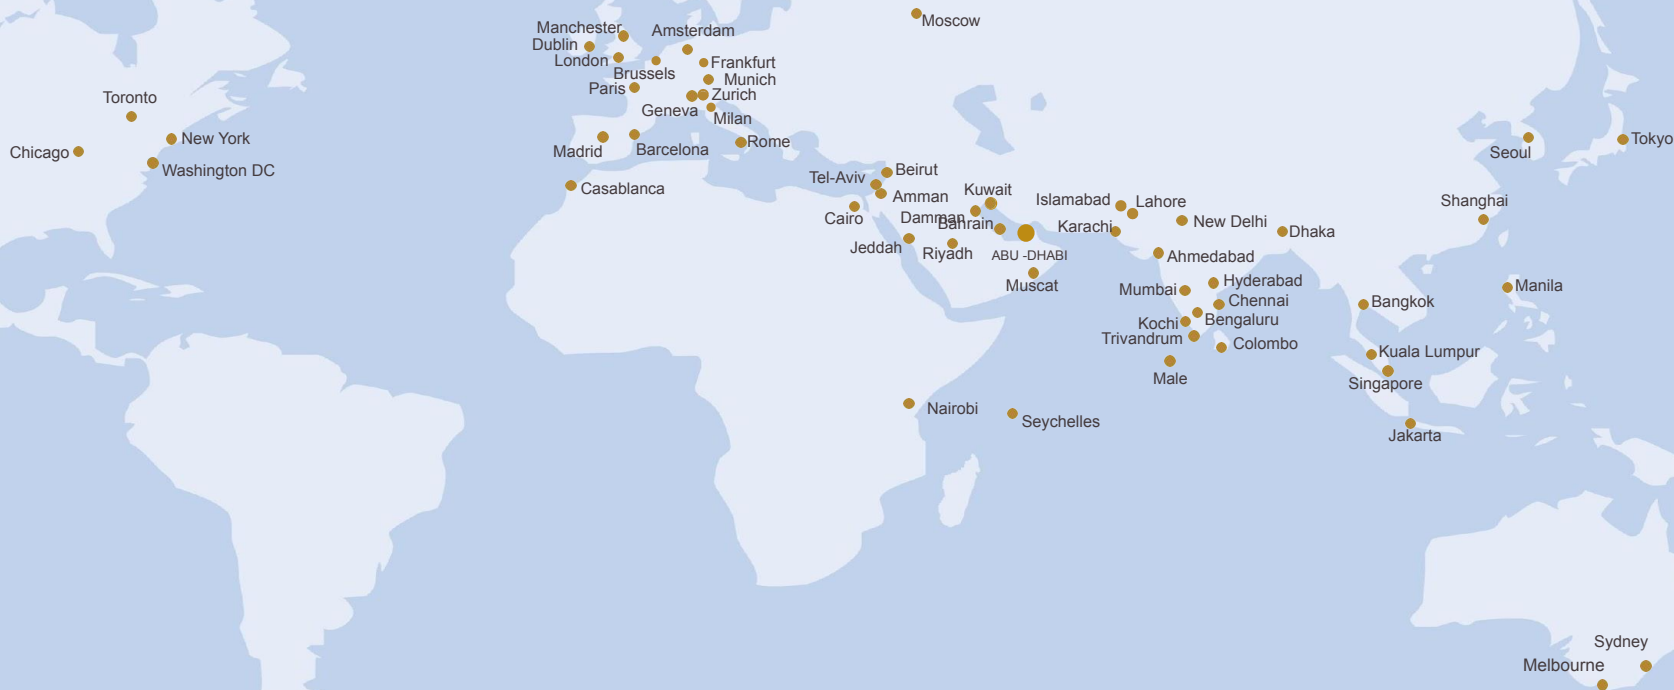 Moscow
Manchester
Amsterdam
Dublin
London
Frankfurt
Brussels
Munich
Paris
Zurich
Toronto
Geneva
Milan
New York
Rome
Chicago
Madrid
Barcelona
Seoul
Tokyo
Washington DC
Beirut
Tel-Aviv
Casablanca
Kuwait
Amman
Islamabad
Lahore
Shanghai
Cairo
Damman
Bahrain
Karachi
New Delhi
Dhaka
Jeddah
Riyadh
ABU -DHABI
Ahmedabad
Muscat
Mumbai
Hyderabad
Manila
Chennai
Bangkok
Kochi
Bengaluru
Trivandrum
Colombo
Kuala Lumpur
Male
Singapore
Nairobi
Seychelles
Jakarta
Sydney
Melbourne